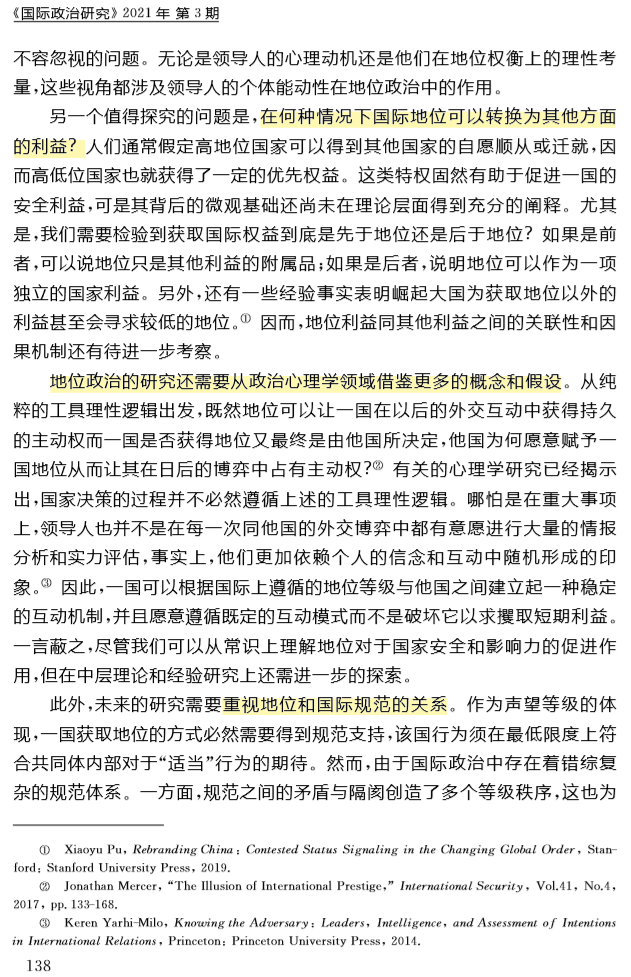 《国际政治研究》2021 年 第 3 期
不容忽视的问题。无论是领导人的心理动机还是他们在地位权衡上的理性考
量,这些视角都涉及领导人的个体能动性在地位政治中的作用。
另一个值得探究的问题是,在何种情况下国际地位可以转换为其他方面
的利益? 人们通常假定高地位国家可以得到其他国家的自愿顺从或迁就,因
而高低位国家也就获得了一定的优先权益。这类特权固然有助于促进一国的
安全利益,可是其背后的微观基础还尚未在理论层面得到充分的阐释。尤其
是,我们需要检验到获取国际权益到底是先于地位还是后于地位? 如果是前
者,可以说地位只是其他利益的附属品;如果是后者,说明地位可以作为一项
独立的国家利益。另外,还有一些经验事实表明崛起大国为获取地位以外的
利益甚至会寻求较低的地位。① 因而,地位利益同其他利益之间的关联性和因
果机制还有待进一步考察。
地位政治的研究还需要从政治心理学领域借鉴更多的概念和假设。从纯
粹的工具理性逻辑出发,既然地位可以让一国在以后的外交互动中获得持久
的主动权而一国是否获得地位又最终是由他国所决定,他国为何愿意赋予一
国地位从而让其在日后的博弈中占有主动权?② 有关的心理学研究已经揭示
出,国家决策的过程并不必然遵循上述的工具理性逻辑。哪怕是在重大事项
上,领导人也并不是在每一次同他国的外交博弈中都有意愿进行大量的情报
分析和实力评估,事实上,他们更加依赖个人的信念和互动中随机形成的印
象。③ 因此,一国可以根据国际上遵循的地位等级与他国之间建立起一种稳定
的互动机制,并且愿意遵循既定的互动模式而不是破坏它以求攫取短期利益。
一言蔽之,尽管我们可以从常识上理解地位对于国家安全和影响力的促进作
用,但在中层理论和经验研究上还需进一步的探索。
此外,未来的研究需要重视地位和国际规范的关系。作为声望等级的体
现,一国获取地位的方式必然需要得到规范支持,该国行为须在最低限度上符
合共同体内部对于“适当”行为的期待。然而,由于国际政治中存在着错综复
杂的规范体系。一方面,规范之间的矛盾与隔阂创造了多个等级秩序,这也为
① Xiaoyu Pu, Rebranding China: Contested Status Signaling in the Changing Global Order, Stan-
ford: Stanford University Press, 2019.
② Jonathan Mercer, “The Illusion of International Prestige,” International Security, Vol.41, No.4,
2017, pp. 133-168.
③ Keren Yarhi-Milo, Knowing the Adversary: Leaders, Intelligence, and Assessment of Intentions
in International Relations, Princeton: Princeton University Press, 2014.
138